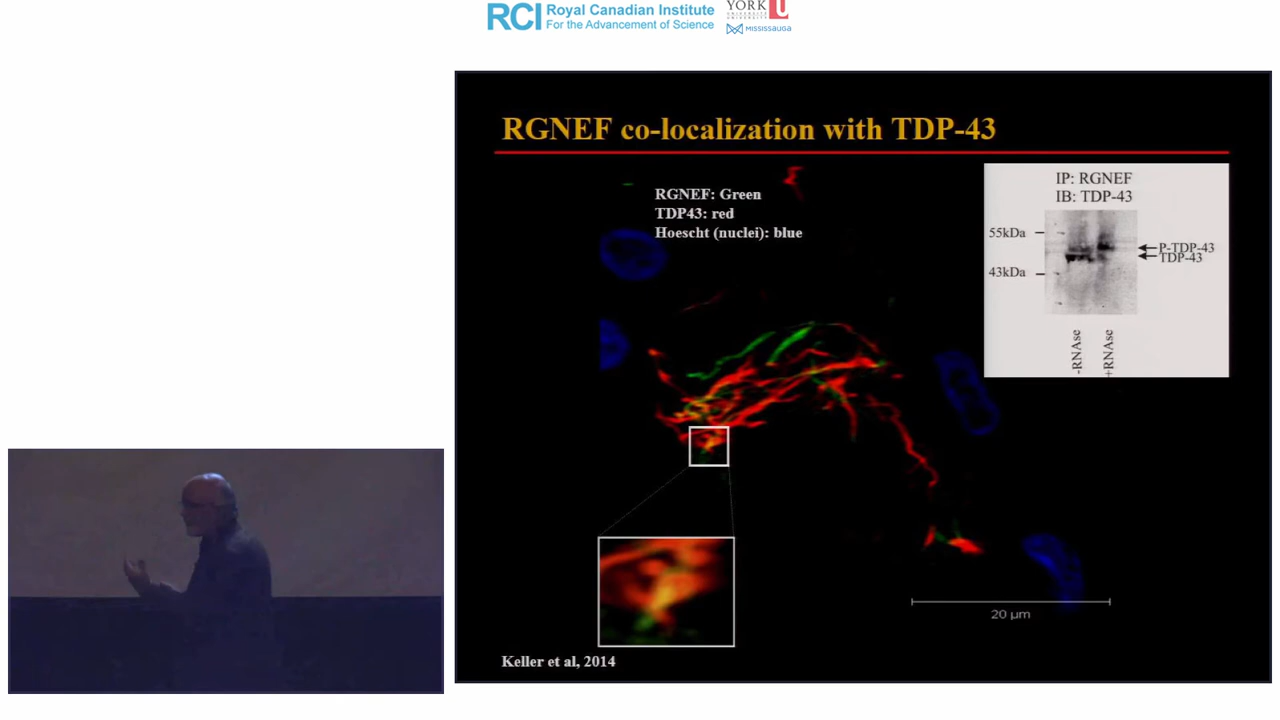 RCI Royal Canadian Institute
For the Advancement of Science
YORK U
UNIVERSITÉ
UNIVERSITY
MISSISSAUGA
RGNEF co-localization with TDP-43
RGNEF: Green
TDP43: red
Hoescht (nuclei): blue
IP: RGNEF
IB: TDP-43
55kDa
P-TDP-43
TDP-43
43kDa
-RNAse
+RNAse
20 µm
Keller et al, 2014